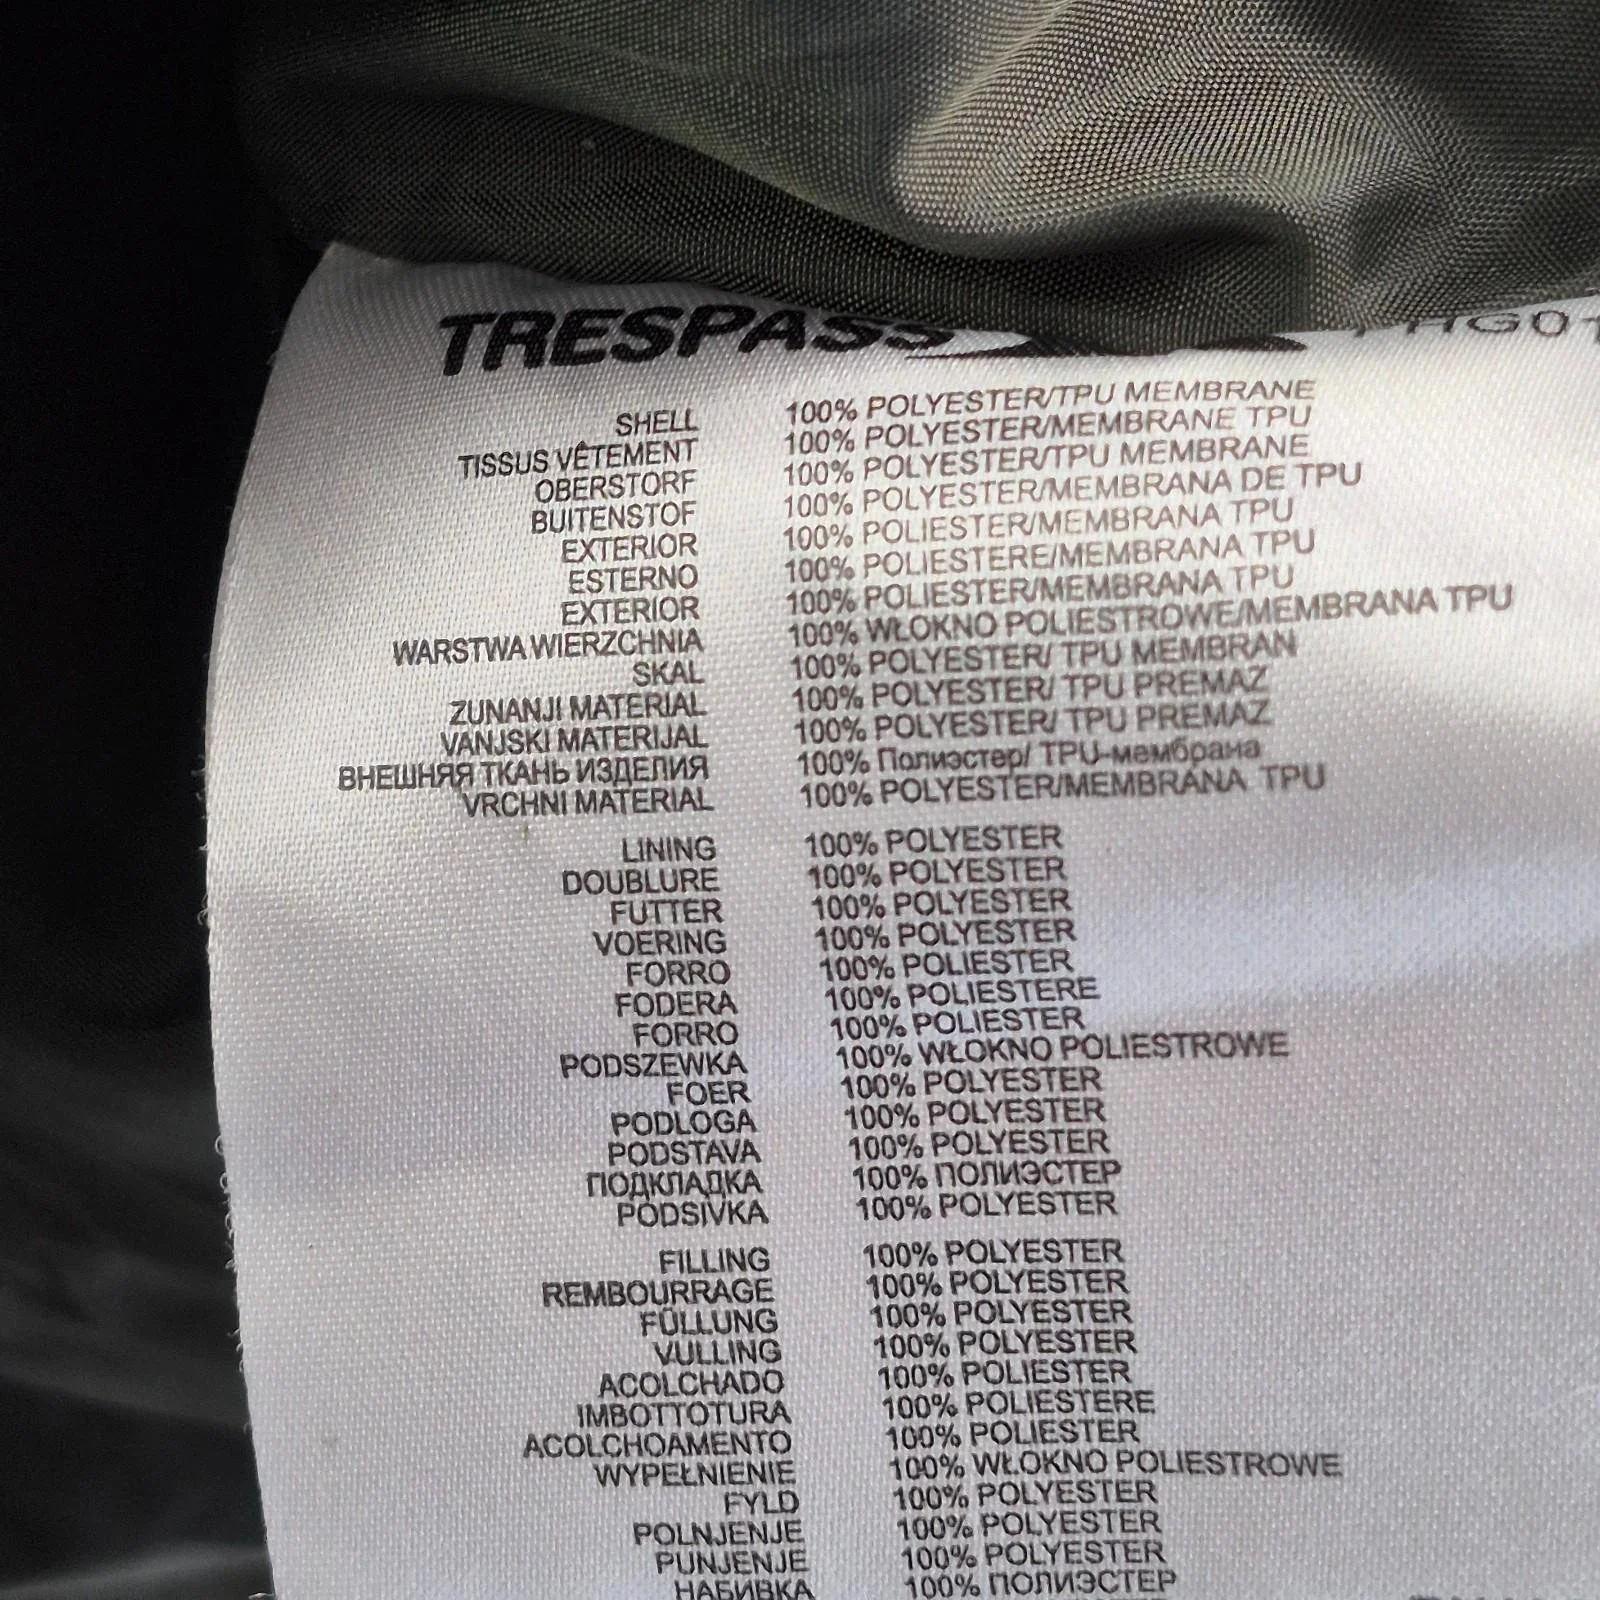 TRESPASS
SHELL 100% POLYESTER/TPU MEMBRANE
TISSUS VÊTEMENT 100% POLYESTER/MEMBRANE TPU
OBERSTORF 100% POLYESTER/TPU MEMBRANE
BUITENSTOF 100% POLYESTER/MEMBRANA DE TPU
EXTERIOR 100% POLIESTER/MEMBRANA TPU
ESTERNO 100% POLIESTERE/MEMBRANA TPU
EXTERIOR 100% POLIESTER/MEMBRANA TPU
WARSTWA WIERZCHNIA 100% WŁOKNO POLIESTROWE/MEMBRANA TPU
SKAL 100% POLYESTER/ TPU MEMBRAN
ZUNANJI MATERIAL 100% POLYESTER/ TPU PREMAZ
VANJSKI MATERIJAL 100% POLYESTER/ TPU PREMAZ
ВНЕШНЯЯ ТКАНЬ ИЗДЕЛИЯ 100% Полиэстер/ TPU-мембрана
VRCHNI MATERIAL 100% POLYESTER/MEMBRANA TPU
LINING 100% POLYESTER
DOUBLURE 100% POLYESTER
FUTTER 100% POLYESTER
VOERING 100% POLYESTER
FORRO 100% POLIESTER
FODERA 100% POLIESTERE
FORRO 100% POLIESTER
PODSZEWKA 100% WŁOKNO POLIESTROWE
FOER 100% POLYESTER
PODLOGA 100% POLYESTER
PODSTAVA 100% POLYESTER
ПОДКЛАДКА 100% ПОЛИЭСТЕР
PODSIVKA 100% POLYESTER
FILLING 100% POLYESTER
REMBOURRAGE 100% POLYESTER
FÜLLUNG 100% POLYESTER
VULLING 100% POLYESTER
ACOLCHADO 100% POLIESTER
IMBOTTOTURA 100% POLIESTERE
ACOLCHOAMENTO 100% POLIESTER
WYPEŁNIENIE 100% WŁOKNO POLIESTROWE
FYLD 100% POLYESTER
POLNJENJE 100% POLYESTER
PUNJENJE 100% POLYESTER
НАБИВКА 100% ПОЛИЭСТЕР